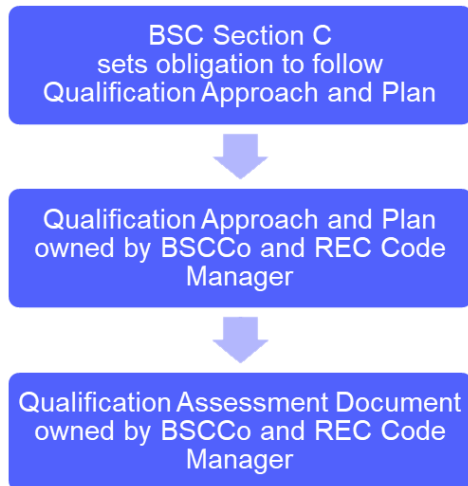 BSC Section C
sets obligation to follow
Qualification Approach and Plan
Qualification Approach and Plan
owned by BSCCo and REC Code
Manager
Qualification Assessment Document
owned by BSCCo and REC Code
Manager